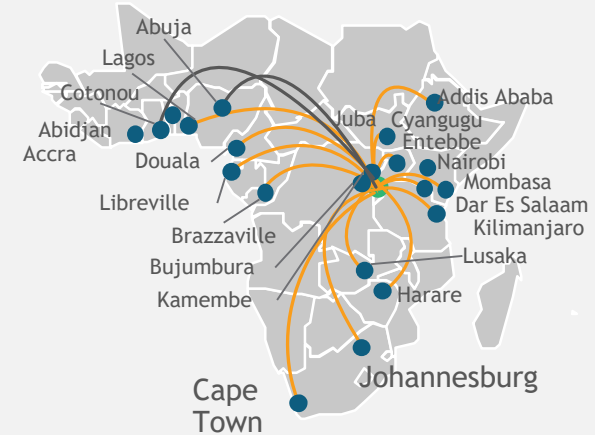 Abuja
Lagos
Cotonou
Abidjan
Accra
Douala
Libreville
Brazzaville
Bujumbura
Kamembe
Juba
Cyangugu
Entebbe
Addis Ababa
Nairobi
Mombasa
Dar Es Salaam
Kilimanjaro
Lusaka
Harare
Johannesburg
Cape
Town